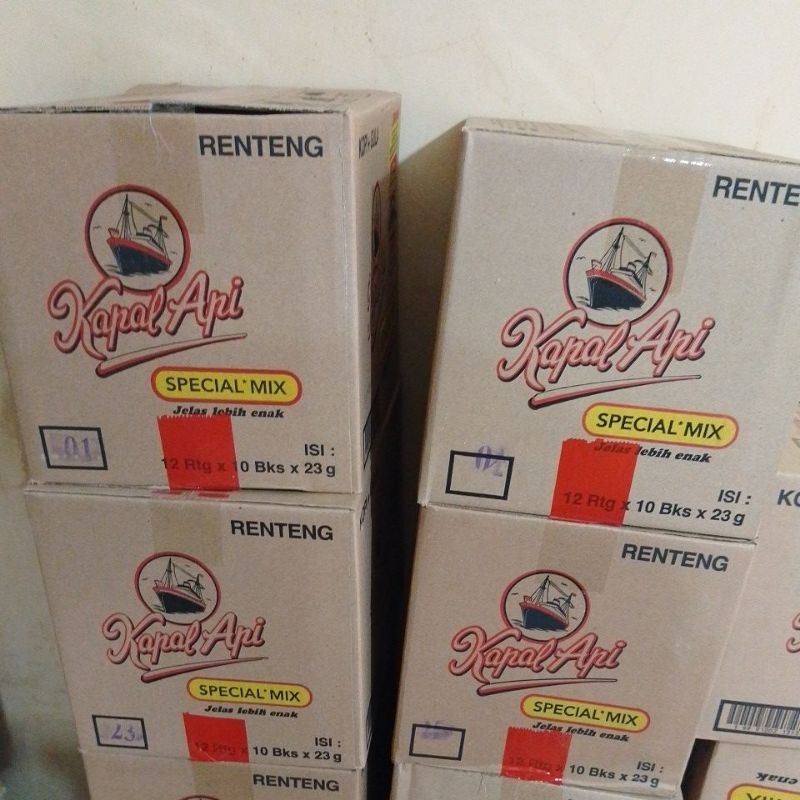 RENTENG
Kapal Api
SPECIAL* MIX
Jelas lebih enak
01
ISI :
12 Rtg x 10 Bks x 23 g
RENTE
Kapal Api
SPECIAL* MIX
Jelas lebih enak
ISI :
12 Rtg x 10 Bks x 23 g
RENTENG
Kapal Api
SPECIAL* MIX
Jelas lebih enak
23
ISI :
12 Rtg x 10 Bks x 23 g
RENTENG
Kapal Api
SPECIAL* MIX
Jelas lebih enak
ISI :
12 Rtg x 10 Bks x 23 g
RENTENG
KO
enak